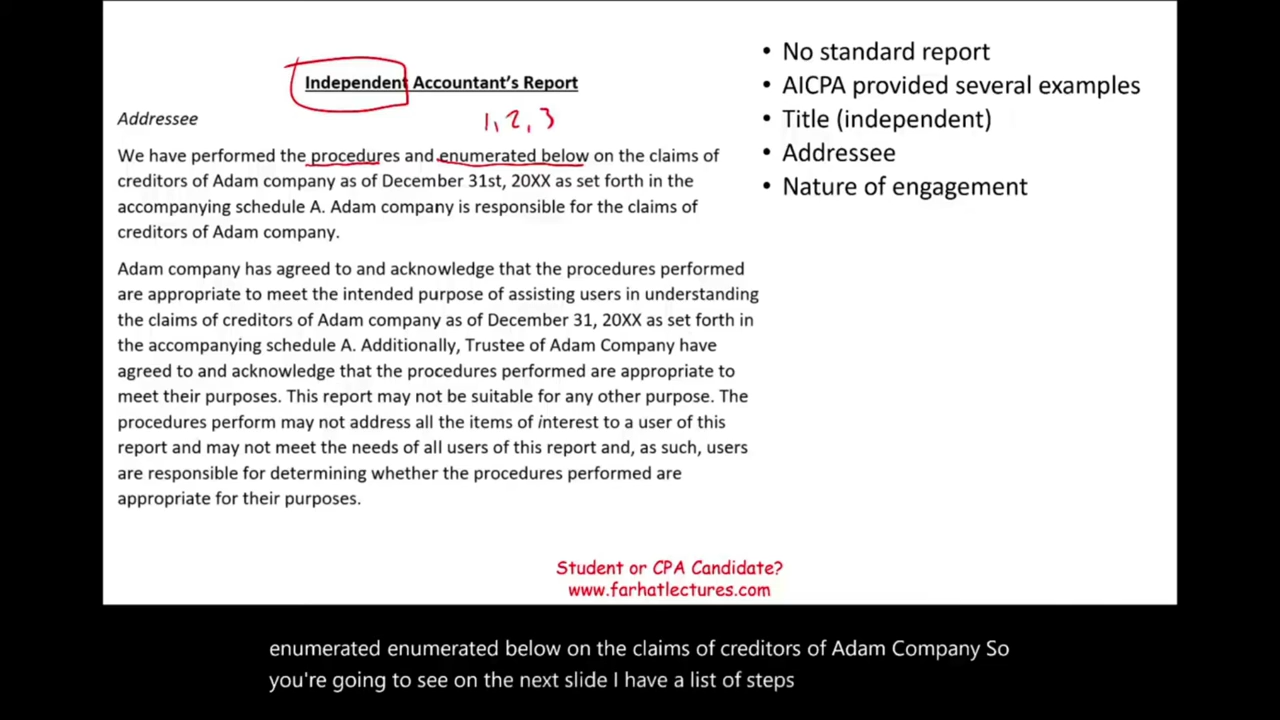 Independent Accountant's Report
Addressee
1, 2, 3
We have performed the procedures and enumerated below on the claims of
creditors of Adam company as of December 31st, 20XX as set forth in the
accompanying schedule A. Adam company is responsible for the claims of
creditors of Adam company.
Adam company has agreed to and acknowledge that the procedures performed
are appropriate to meet the intended purpose of assisting users in understanding
the claims of creditors of Adam company as of December 31, 20XX as set forth in
the accompanying schedule A. Additionally, Trustee of Adam Company have
agreed to and acknowledge that the procedures performed are appropriate to
meet their purposes. This report may not be suitable for any other purpose. The
procedures perform may not address all the items of interest to a user of this
report and may not meet the needs of all users of this report and, as such, users
are responsible for determining whether the procedures performed are
appropriate for their purposes.
• No standard report
• AICPA provided several examples
• Title (independent)
• Addressee
• Nature of engagement
Student or CPA Candidate?
www.farhatlectures.com
enumerated enumerated below on the claims of creditors of Adam Company So
you're going to see on the next slide I have a list of steps